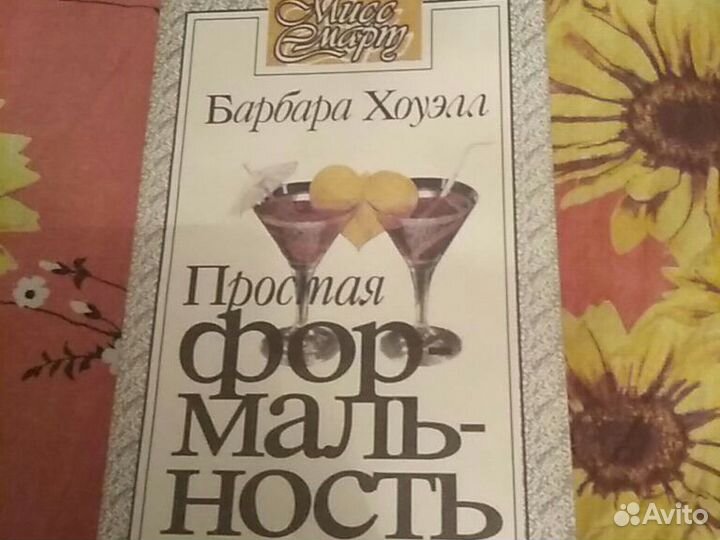 Мисс
Смарт
Барбара Хоуэлл
Простая
фор-
маль-
ность
Avito